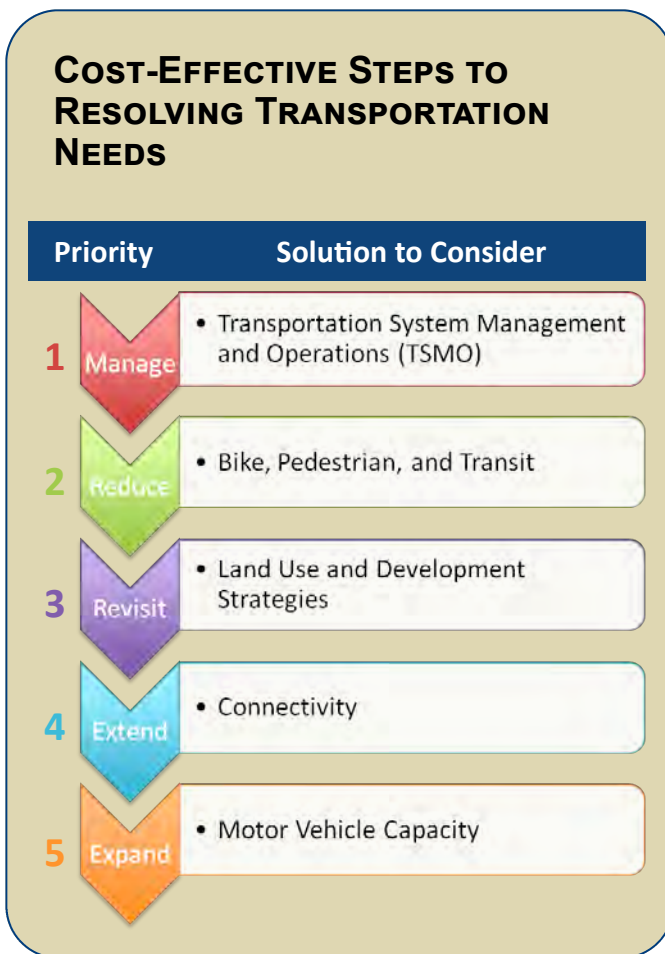 COST-EFFECTIVE STEPS TO
RESOLVING TRANSPORTATION
NEEDS
Priority Solution to Consider
1 Manage • Transportation System Management
and Operations (TSMO)
2 Reduce • Bike, Pedestrian, and Transit
3 Revisit • Land Use and Development
Strategies
4 Extend • Connectivity
5 Expand • Motor Vehicle Capacity